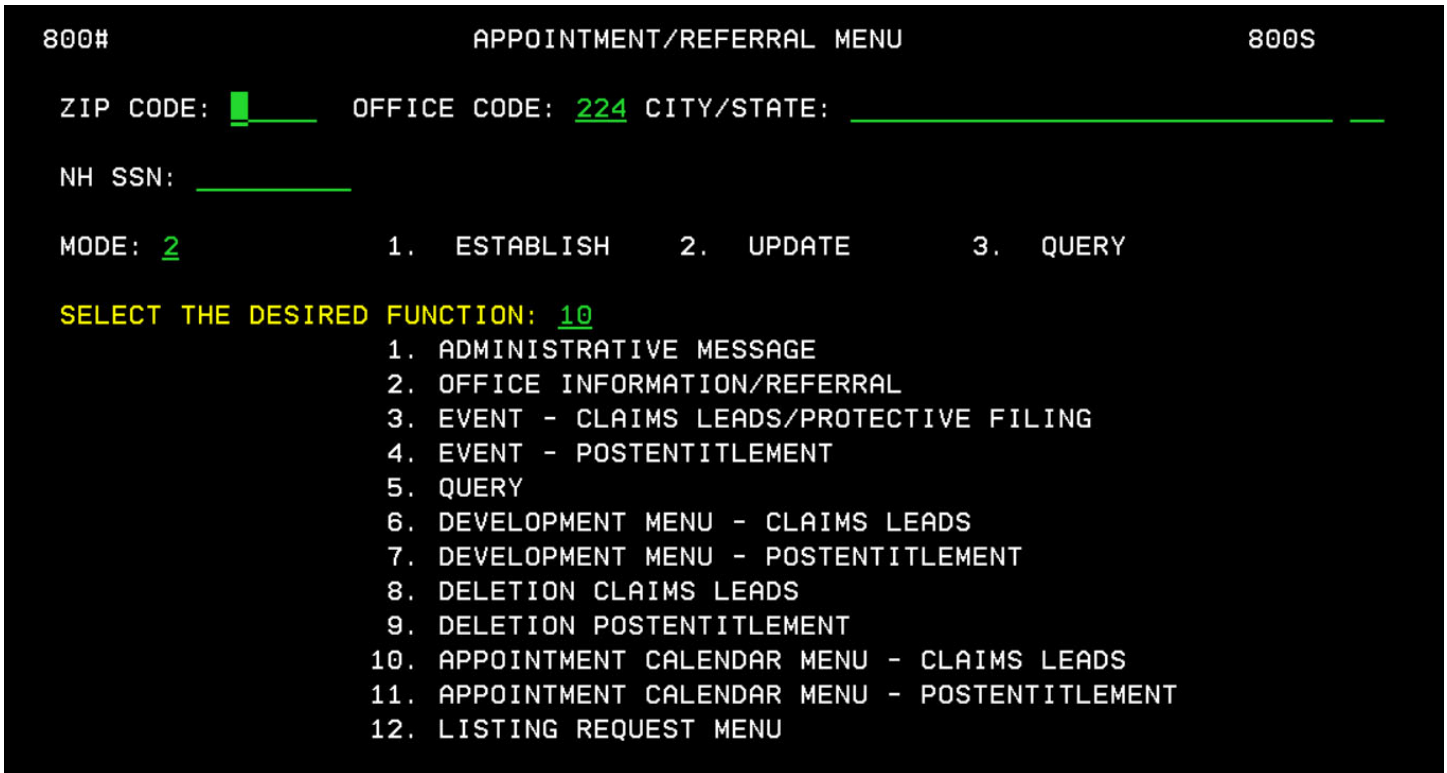 800# APPOINTMENT/REFERRAL MENU 800S
ZIP CODE: OFFICE CODE: 224 CITY/STATE:
NH SSN:
MODE: 2 1. ESTABLISH 2. UPDATE 3. QUERY
SELECT THE DESIRED FUNCTION: 10
1. ADMINISTRATIVE MESSAGE
2. OFFICE INFORMATION/REFERRAL
3. EVENT - CLAIMS LEADS/PROTECTIVE FILING
4. EVENT - POSTENTITLEMENT
5. QUERY
6. DEVELOPMENT MENU - CLAIMS LEADS
7. DEVELOPMENT MENU - POSTENTITLEMENT
8. DELETION CLAIMS LEADS
9. DELETION POSTENTITLEMENT
10. APPOINTMENT CALENDAR MENU - CLAIMS LEADS
11. APPOINTMENT CALENDAR MENU - POSTENTITLEMENT
12. LISTING REQUEST MENU